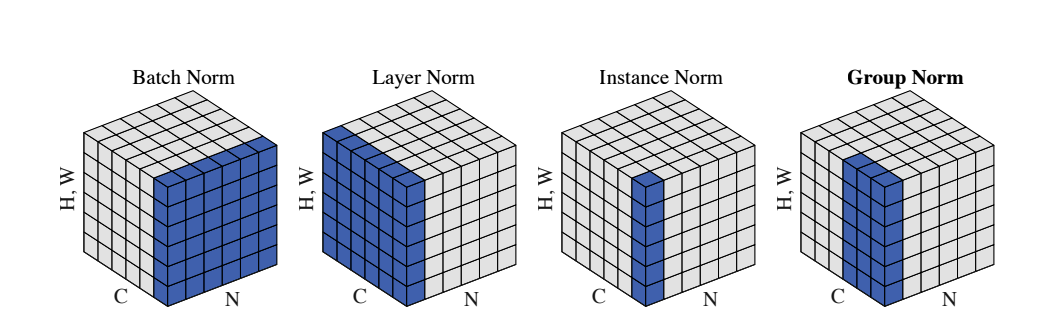 Batch Norm
Layer Norm
Instance Norm
Group Norm
H, W
C
N
H, W
C
N
H, W
C
N
H, W
C
N